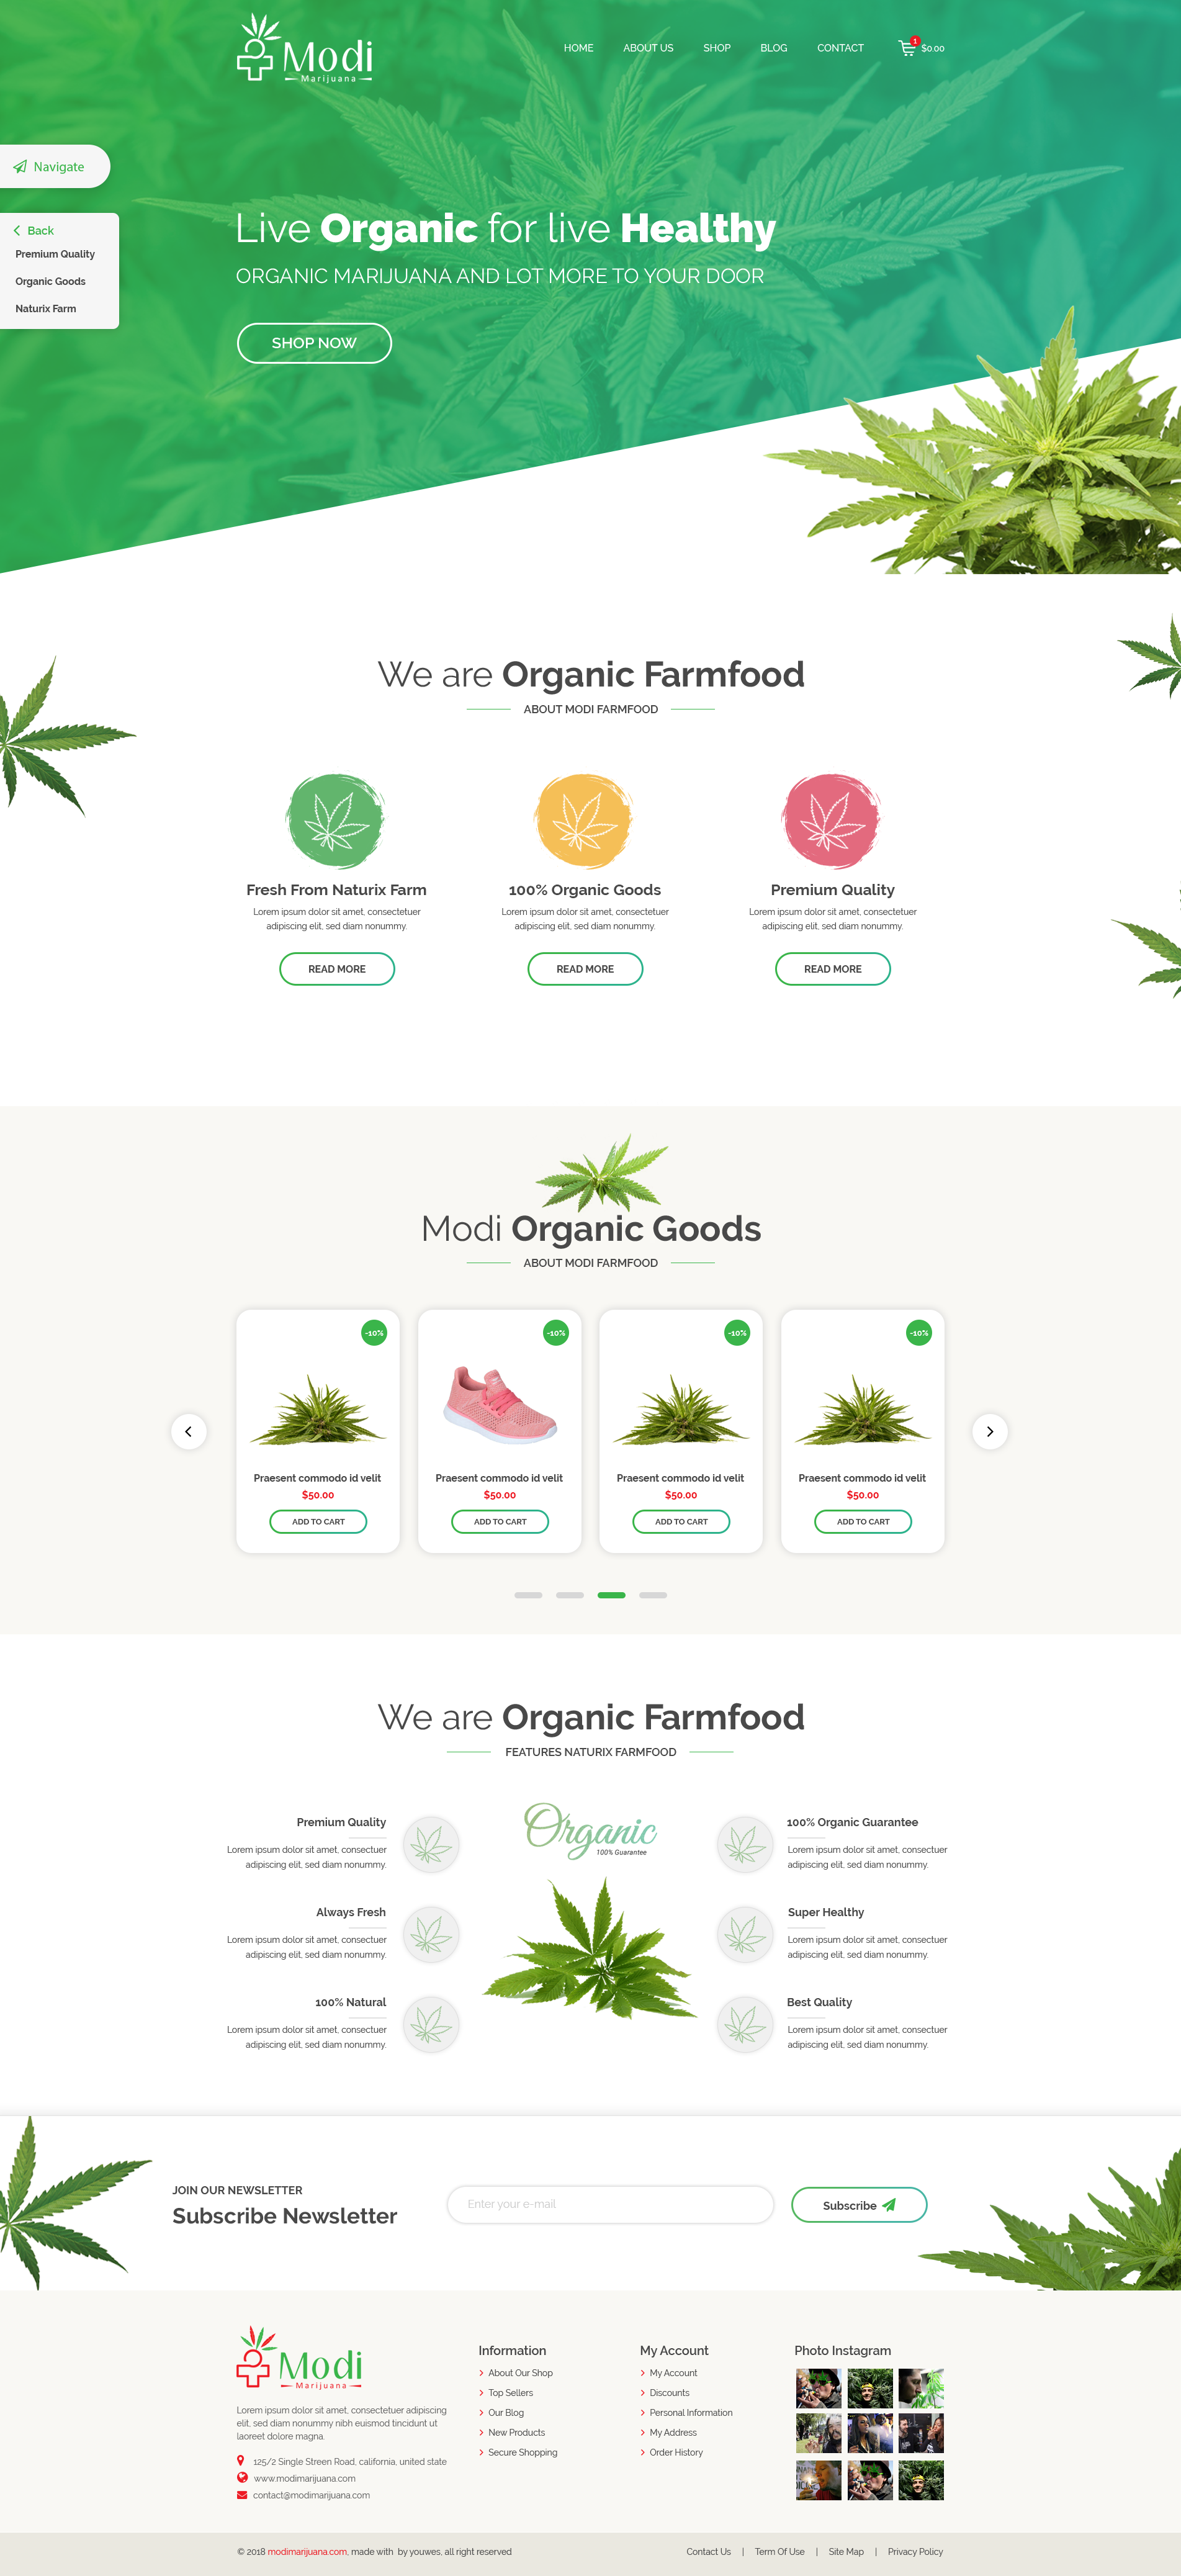 Modi
Marijuana
HOME ABOUT US SHOP BLOG CONTACT 1 $0.00
Navigate
Back
Premium Quality
Organic Goods
Naturix Farm
Live Organic for live Healthy
ORGANIC MARIJUANA AND LOT MORE TO YOUR DOOR
SHOP NOW
We are Organic Farmfood
ABOUT MODI FARMFOOD
Fresh From Naturix Farm
Lorem ipsum dolor sit amet, consectetuer
adipiscing elit, sed diam nonummy.
READ MORE
100% Organic Goods
Lorem ipsum dolor sit amet, consectetuer
adipiscing elit, sed diam nonummy.
READ MORE
Premium Quality
Lorem ipsum dolor sit amet, consectetuer
adipiscing elit, sed diam nonummy.
READ MORE
Modi Organic Goods
ABOUT MODI FARMFOOD
-10%
Praesent commodo id velit
$50.00
ADD TO CART
-10%
Praesent commodo id velit
$50.00
ADD TO CART
-10%
Praesent commodo id velit
$50.00
ADD TO CART
-10%
Praesent commodo id velit
$50.00
ADD TO CART
We are Organic Farmfood
FEATURES NATURIX FARMFOOD
Premium Quality
Lorem ipsum dolor sit amet, consectuer
adipiscing elit, sed diam nonummy.
Always Fresh
Lorem ipsum dolor sit amet, consectuer
adipiscing elit, sed diam nonummy.
100% Natural
Lorem ipsum dolor sit amet, consectuer
adipiscing elit, sed diam nonummy.
Organic
100% Guarantee
100% Organic Guarantee
Lorem ipsum dolor sit amet, consectuer
adipiscing elit, sed diam nonummy.
Super Healthy
Lorem ipsum dolor sit amet, consectuer
adipiscing elit, sed diam nonummy.
Best Quality
Lorem ipsum dolor sit amet, consectuer
adipiscing elit, sed diam nonummy.
JOIN OUR NEWSLETTER
Subscribe Newsletter
Enter your e-mail
Subscribe
Modi
Marijuana
Lorem ipsum dolor sit amet, consectetuer adipiscing
elit, sed diam nonummy nibh euismod tincidunt ut
laoreet dolore magna.
125/2 Single Streen Road, california, united state
www.modimarijuana.com
contact@modimarijuana.com
Information
About Our Shop
Top Sellers
Our Blog
New Products
Secure Shopping
My Account
My Account
Discounts
Personal Information
My Address
Order History
Photo Instagram
© 2018 modimarijuana.com, made with by youwes, all right reserved
Contact Us | Term Of Use | Site Map | Privacy Policy